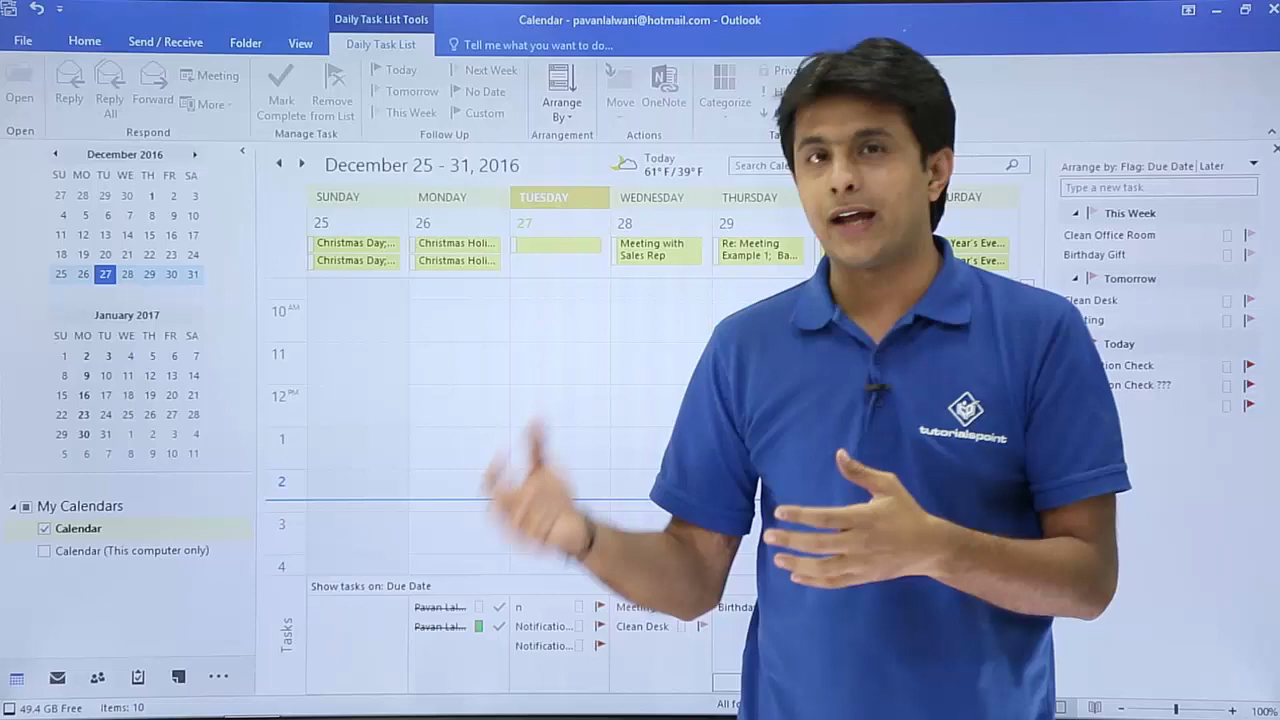 Daily Task List Tools
Calendar - pavanlalwani@hotmail.com - Outlook
File Home Send / Receive Folder View Daily Task List Tell me what you want to do...
Open Reply Reply All Forward Meeting More
Mark Complete Remove from List
Today Next Week
Tomorrow No Date
This Week Custom
Arrange By
Move OneNote Categorize
Open Respond Manage Task Follow Up Arrangement Actions
December 2016
SU MO TU WE TH FR SA
27 28 29 30 1 2 3
4 5 6 7 8 9 10
11 12 13 14 15 16 17
18 19 20 21 22 23 24
25 26 27 28 29 30 31
January 2017
SU MO TU WE TH FR SA
1 2 3 4 5 6 7
8 9 10 11 12 13 14
15 16 17 18 19 20 21
22 23 24 25 26 27 28
29 30 31 1 2 3 4
5 6 7 8 9 10 11
My Calendars
Calendar
Calendar (This computer only)
December 25 - 31, 2016
Today
61° F / 39° F
Search
SUNDAY MONDAY TUESDAY WEDNESDAY THURSDAY
25 26 27 28 29
Christmas Day;... Christmas Holi... Meeting with Re: Meeting Year's Eve...
Christmas Day;... Christmas Holi... Sales Rep Example 1; Ba...
10 AM
11
12 PM
1
2
3
4
Show tasks on: Due Date
Tasks
Pavan Lal... n
Pavan Lal... Notificatio... Clean Desk
Notificatio...
Arrange by: Flag: Due Date Later
Type a new task
This Week
Clean Office Room
Birthday Gift
Tomorrow
Clean Desk
Today
Check
Check ???
tutorialspoint
49.4 GB Free Items: 10
100%